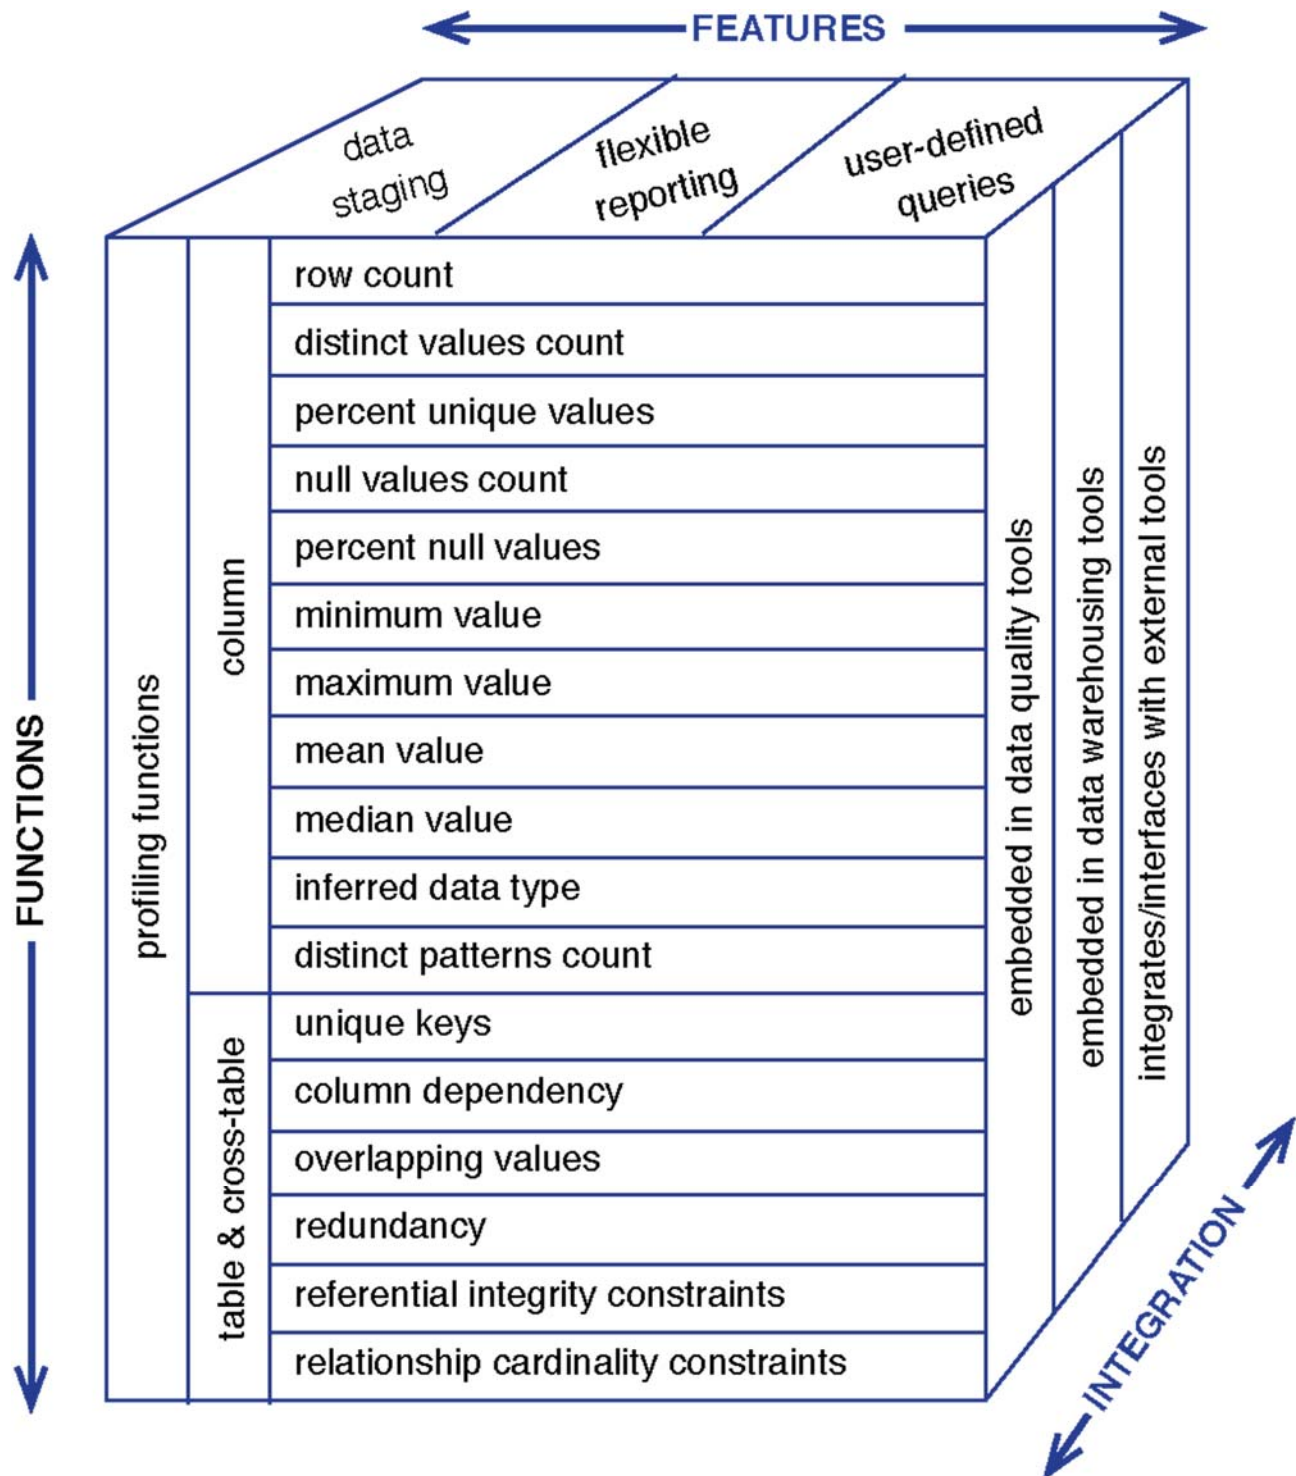 FEATURES
data
staging
flexible
reporting
user-defined
queries
FUNCTIONS
profiling functions
column
row count
distinct values count
percent unique values
null values count
percent null values
minimum value
maximum value
mean value
median value
inferred data type
distinct patterns count
table & cross-table
unique keys
column dependency
overlapping values
redundancy
referential integrity constraints
relationship cardinality constraints
embedded in data quality tools
embedded in data warehousing tools
integrates/interfaces with external tools
INTEGRATION